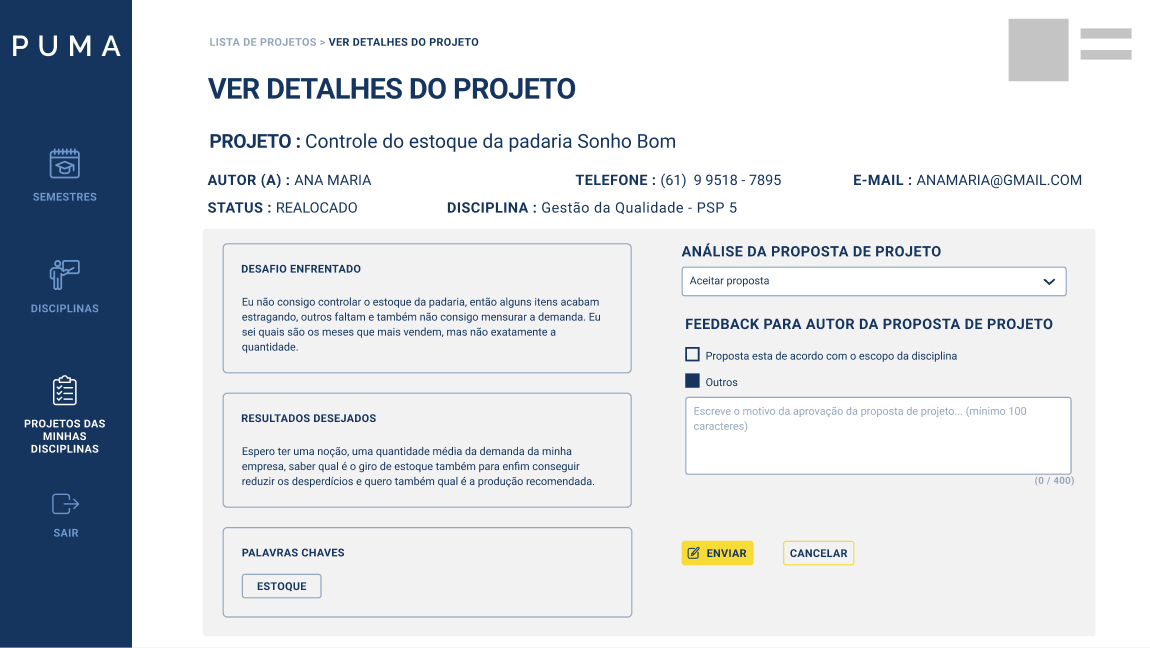 PUMA
SEMESTRES
DISCIPLINAS
PROJETOS DAS
MINHAS
DISCIPLINAS
SAIR
LISTA DE PROJETOS > VER DETALHES DO PROJETO
VER DETALHES DO PROJETO
PROJETO : Controle do estoque da padaria Sonho Bom
AUTOR (A) : ANA MARIA
TELEFONE : (61) 9 9518 - 7895
E-MAIL : ANAMARIA@GMAIL.COM
STATUS : REALOCADO
DISCIPLINA : Gestão da Qualidade - PSP 5
DESAFIO ENFRENTADO
Eu não consigo controlar o estoque da padaria, então alguns itens acabam
estragando, outros faltam e também não consigo mensurar a demanda. Eu
sei quais são os meses que mais vendem, mas não exatamente a
quantidade.
RESULTADOS DESEJADOS
Espero ter uma noção, uma quantidade média da demanda da minha
empresa, saber qual é o giro de estoque também para enfim conseguir
reduzir os desperdícios e quero também qual é a produção recomendada.
PALAVRAS CHAVES
ESTOQUE
ANÁLISE DA PROPOSTA DE PROJETO
Aceitar proposta
FEEDBACK PARA AUTOR DA PROPOSTA DE PROJETO
Proposta esta de acordo com o escopo da disciplina
Outros
Escreve o motivo da aprovação da proposta de projeto... (mínimo 100
caracteres)
(0 / 400)
ENVIAR
CANCELAR